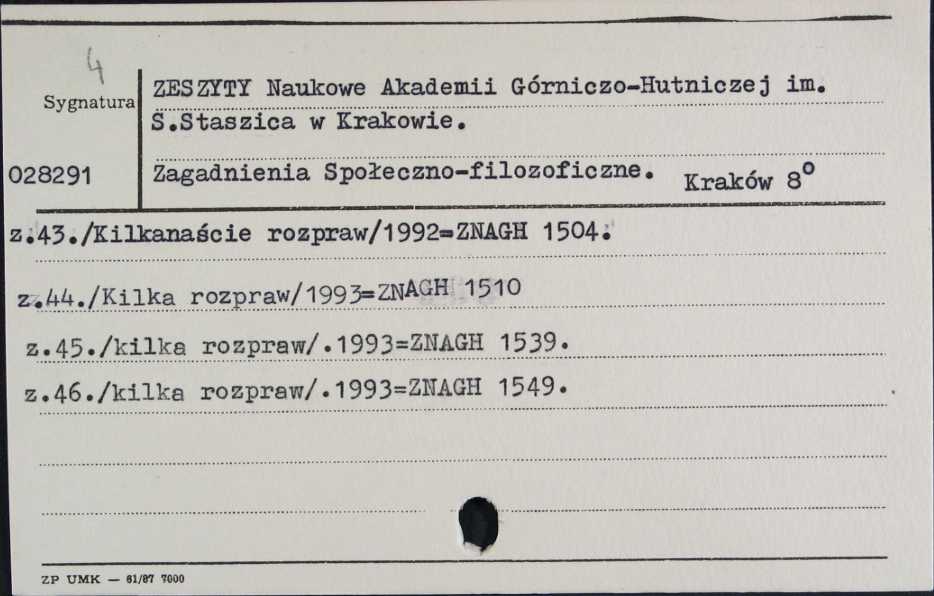 4
Sygnatura
ZESZYTY Naukowe Akademii Górniczo-Hutniczej im.
S.Staszica w Krakowie.
028291
Zagadnienia Społeczno-filozoficzne. Kraków 8⁰
z.43./Kilkanaście rozpraw/1992=ZNAGH 1504.
z.44./Kilka rozpraw/1993=ZNAGH 1510
z.45./kilka rozpraw/.1993=ZNAGH 1539.
z.46./kilka rozpraw/.1993=ZNAGH 1549.
ZP UMK — 61/87 7000